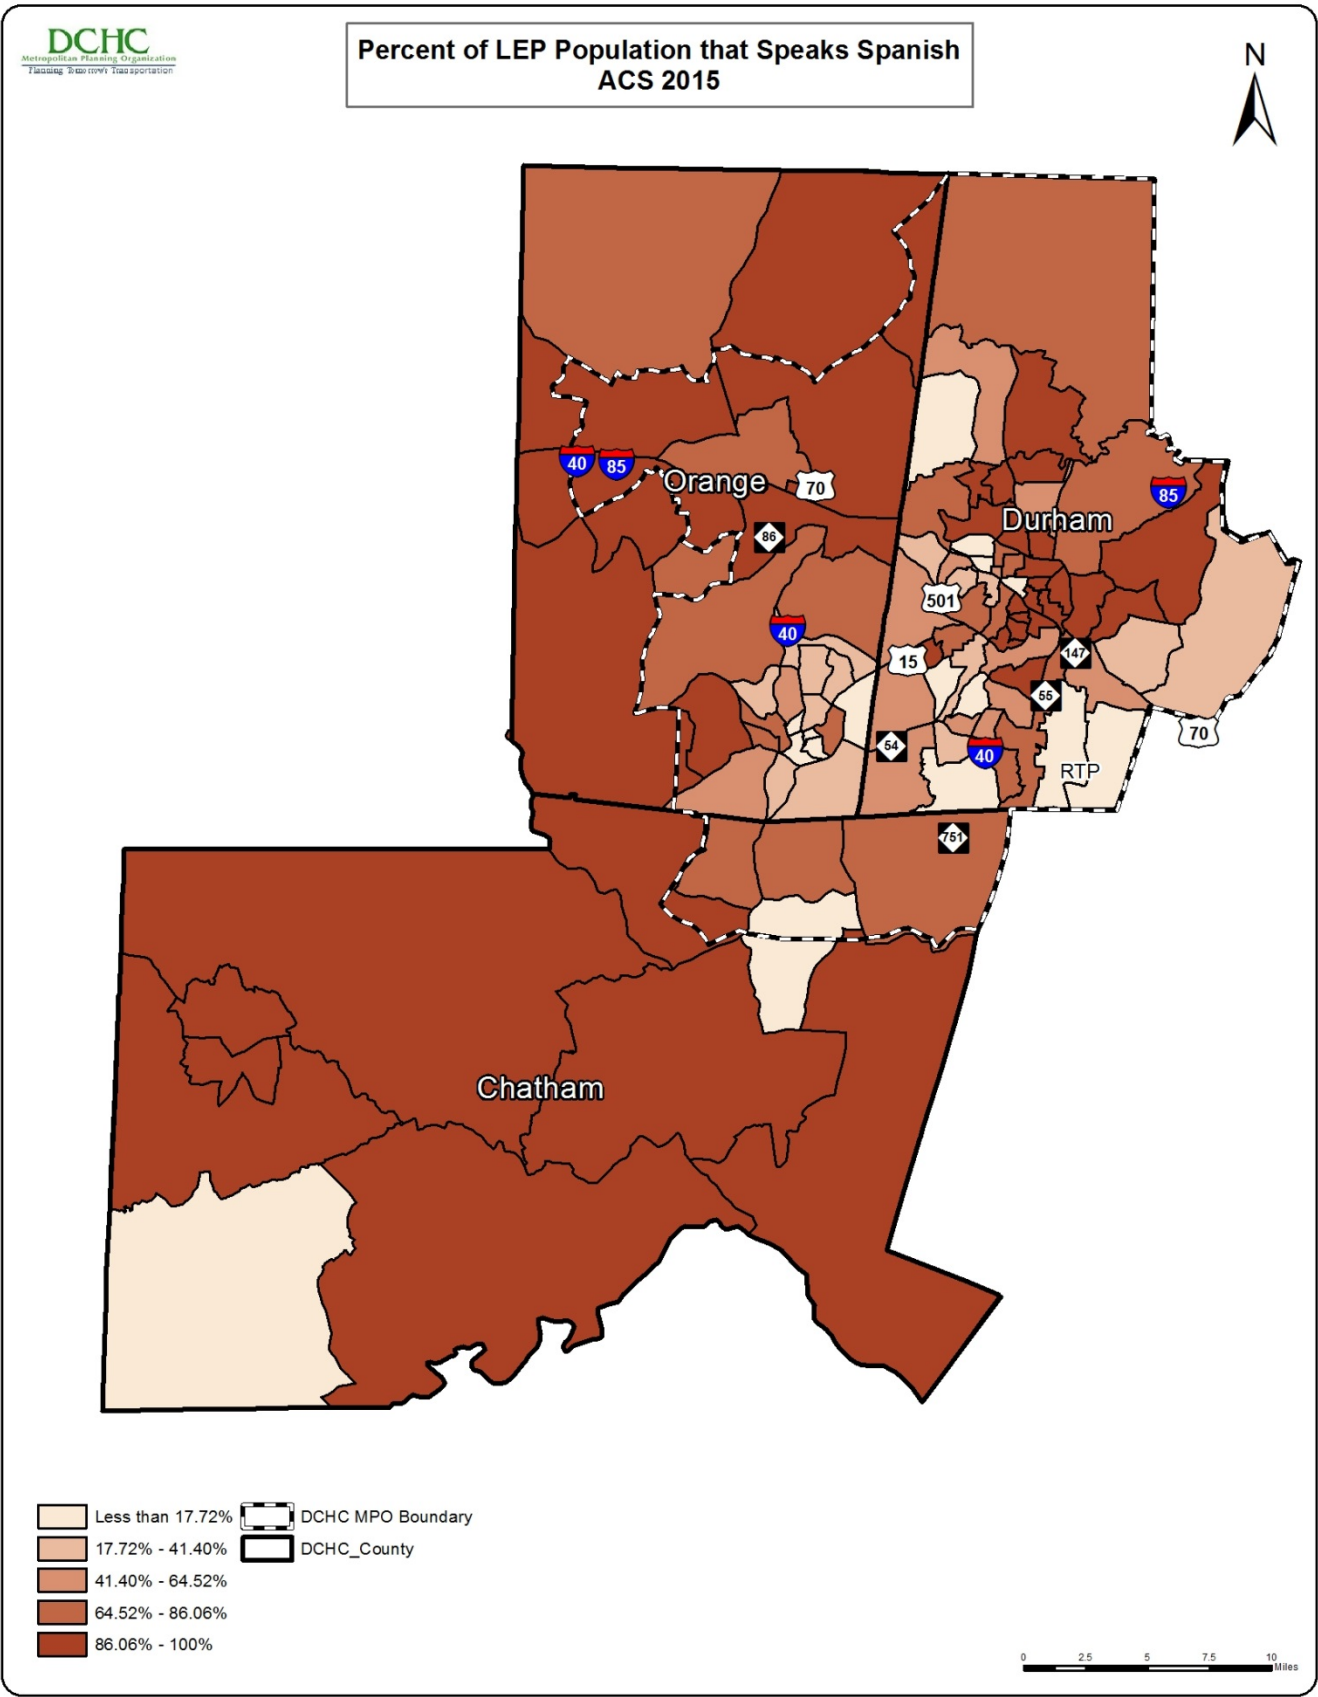 DCHC
Metropolitan Planning Organization
Planning Tomorrow's Transportation
Percent of LEP Population that Speaks Spanish
ACS 2015
N
40
85
Orange
70
86
85
Durham
501
40
15
147
55
54
40
RTP
70
751
Chatham
Less than 17.72%
DCHC MPO Boundary
17.72% - 41.40%
DCHC_County
41.40% - 64.52%
64.52% - 86.06%
86.06% - 100%
0 2.5 5 7.5 10
Miles